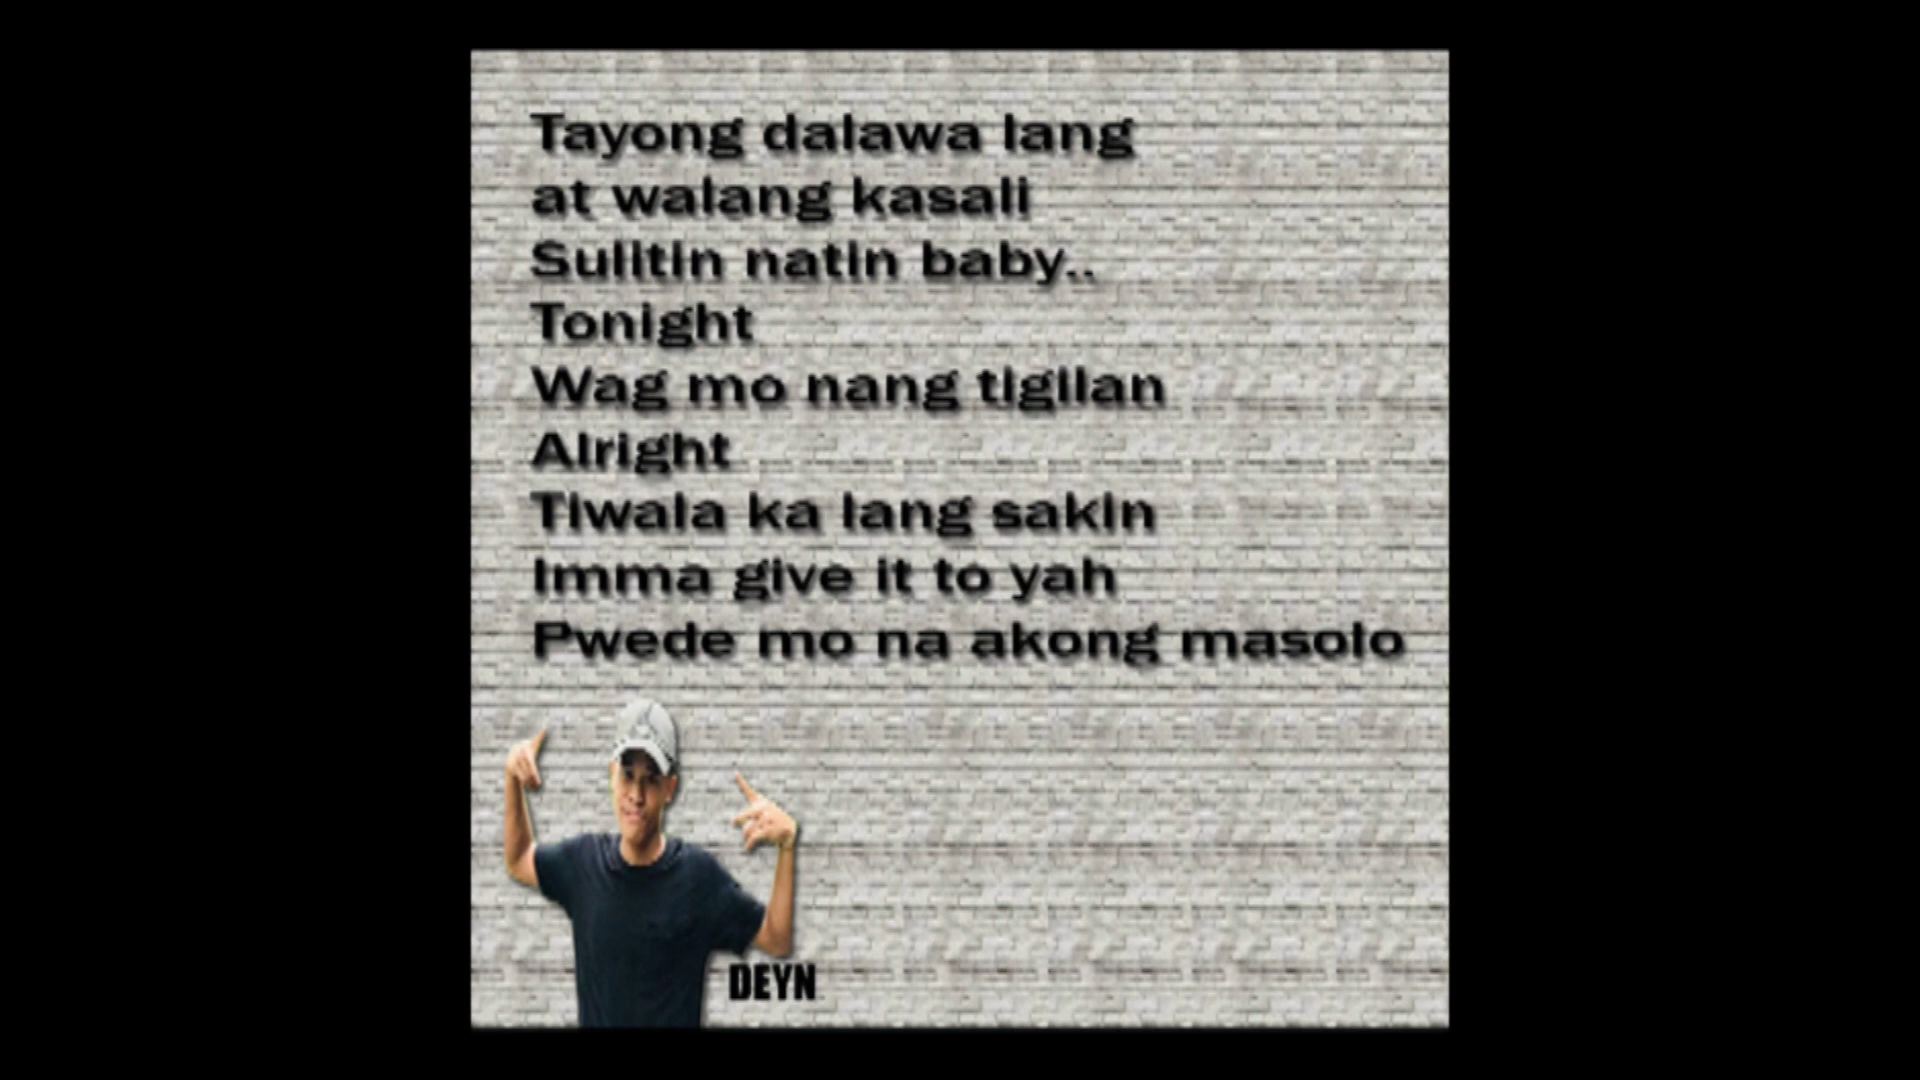 Tayong dalawa lang
at walang kasali
Sulitin natin baby..
Tonight
Wag mo nang tigilan
Alright
Tiwala ka lang sakin
Imma give it to yah
Pwede mo na akong masolo
DEYN